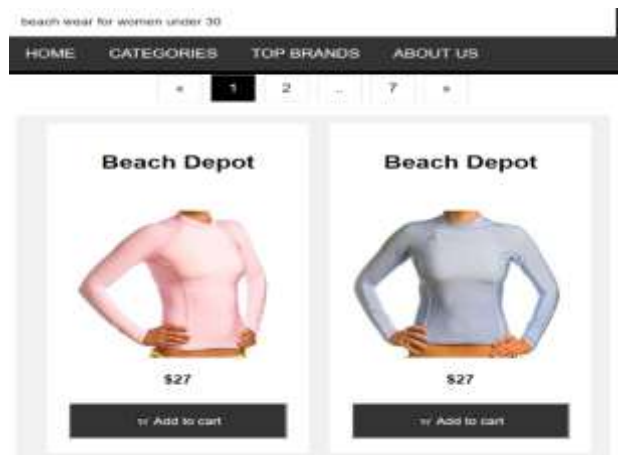 beach wear for women under 30
HOME CATEGORIES TOP BRANDS ABOUT US
« 1 2 .. 7 »
Beach Depot Beach Depot
$27 $27
Add to cart Add to cart